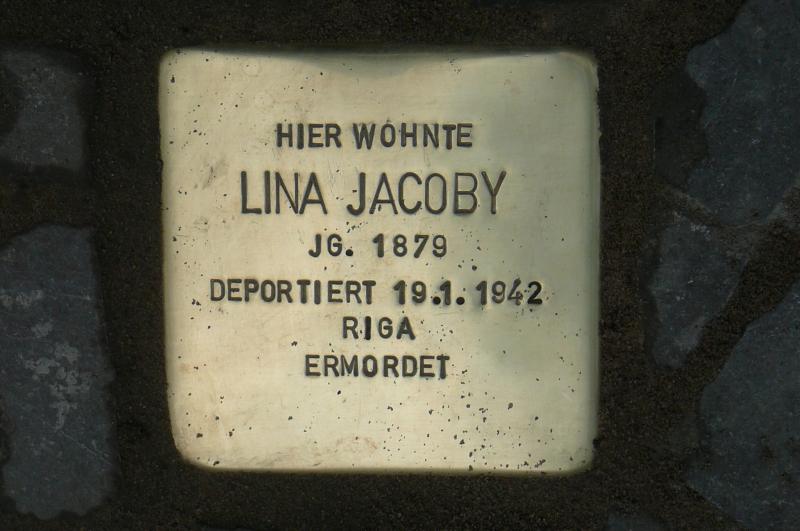 HIER WOHNTE
LINA JACOBY
JG. 1879
DEPORTIERT 19.1.1942
RIGA
ERMORDET